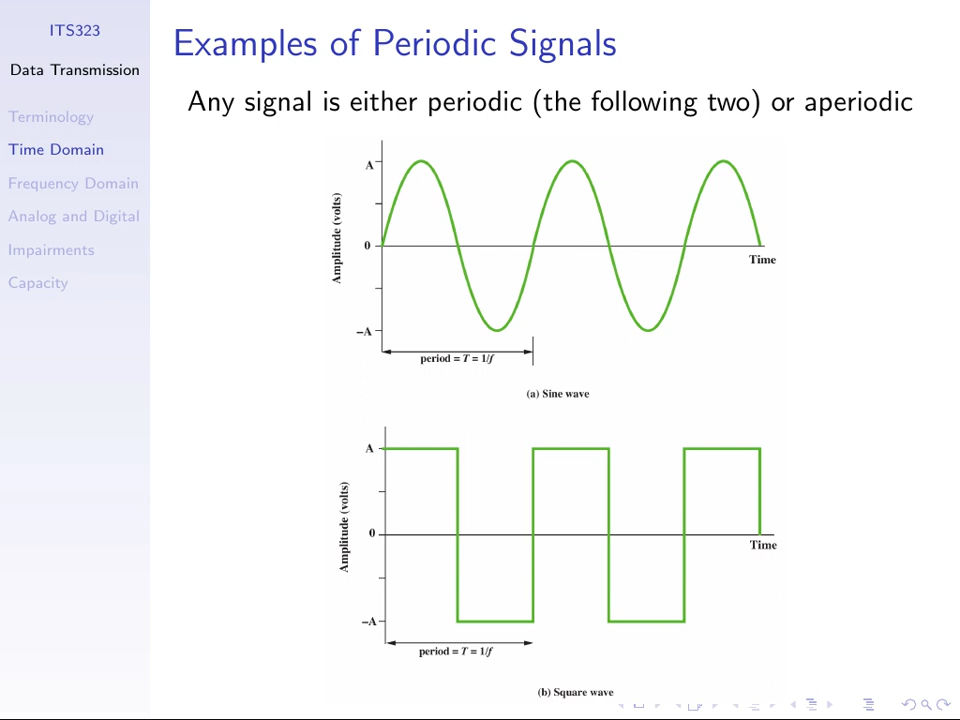 ITS323
Data Transmission
Terminology
Time Domain
Frequency Domain
Analog and Digital
Impairments
Capacity
Examples of Periodic Signals
Any signal is either periodic (the following two) or aperiodic
A
0
−A
Amplitude (volts)
Time
period = T = 1/f
(a) Sine wave
A
0
−A
Amplitude (volts)
Time
period = T = 1/f
(b) Square wave